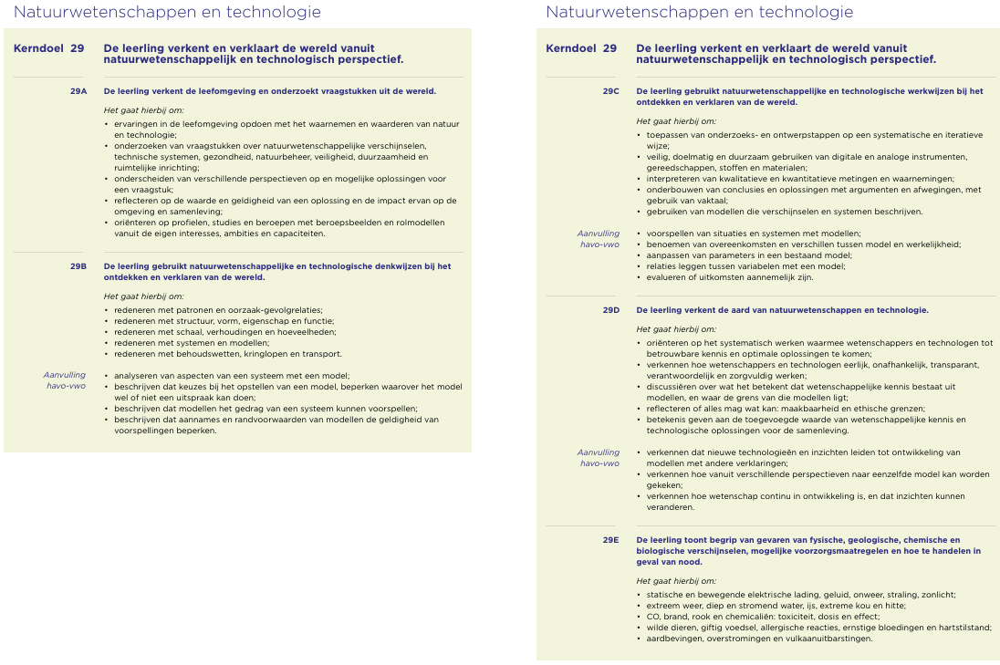 Natuurwetenschappen en technologie
Kerndoel 29
De leerling verkent en verklaart de wereld vanuit
natuurwetenschappelijk en technologisch perspectief.
29A
De leerling verkent de leefomgeving en onderzoekt vraagstukken uit de wereld.
Het gaat hierbij om:
• ervaringen in de leefomgeving opdoen met het waarnemen en waarderen van natuur
en technologie;
• onderzoeken van vraagstukken over natuurwetenschappelijke verschijnselen,
technische systemen, gezondheid, natuurbeheer, veiligheid, duurzaamheid en
ruimtelijke inrichting;
• onderscheiden van verschillende perspectieven op en mogelijke oplossingen voor
een vraagstuk;
• reflecteren op de waarde en geldigheid van een oplossing en de impact ervan op de
omgeving en samenleving;
• oriënteren op profielen, studies en beroepen met beroepsbeelden en rolmodellen
vanuit de eigen interesses, ambities en capaciteiten.
29B
De leerling gebruikt natuurwetenschappelijke en technologische denkwijzen bij het
ontdekken en verklaren van de wereld.
Het gaat hierbij om:
• redeneren met patronen en oorzaak-gevolgrelaties;
• redeneren met structuur, vorm, eigenschap en functie;
• redeneren met schaal, verhoudingen en hoeveelheden;
• redeneren met systemen en modellen;
• redeneren met behoudswetten, kringlopen en transport.
Aanvulling
havo-vwo
• analyseren van aspecten van een systeem met een model;
• beschrijven dat keuzes bij het opstellen van een model, beperken waarover het model
wel of niet een uitspraak kan doen;
• beschrijven dat modellen het gedrag van een systeem kunnen voorspellen;
• beschrijven dat aannames en randvoorwaarden van modellen de geldigheid van
voorspellingen beperken.
Natuurwetenschappen en technologie
Kerndoel 29
De leerling verkent en verklaart de wereld vanuit
natuurwetenschappelijk en technologisch perspectief.
29C
De leerling gebruikt natuurwetenschappelijke en technologische werkwijzen bij het
ontdekken en verklaren van de wereld.
Het gaat hierbij om:
• toepassen van onderzoeks- en ontwerpstappen op een systematische en iteratieve
wijze;
• veilig, doelmatig en duurzaam gebruiken van digitale en analoge instrumenten,
gereedschappen, stoffen en materialen;
• interpreteren van kwalitatieve en kwantitatieve metingen en waarnemingen;
• onderbouwen van conclusies en oplossingen met argumenten en afwegingen, met
gebruik van vaktaal;
• gebruiken van modellen die verschijnselen en systemen beschrijven.
Aanvulling
havo-vwo
• voorspellen van situaties en systemen met modellen;
• benoemen van overeenkomsten en verschillen tussen model en werkelijkheid;
• aanpassen van parameters in een bestaand model;
• relaties leggen tussen variabelen met een model;
• evalueren of uitkomsten aannemelijk zijn.
29D
De leerling verkent de aard van natuurwetenschappen en technologie.
Het gaat hierbij om:
• oriënteren op het systematisch werken waarmee wetenschappers en technologen tot
betrouwbare kennis en optimale oplossingen te komen;
• verkennen hoe wetenschappers en technologen eerlijk, onafhankelijk, transparant,
verantwoordelijk en zorgvuldig werken;
• discussiëren over wat het betekent dat wetenschappelijke kennis bestaat uit
modellen, en waar de grens van die modellen ligt;
• reflecteren of alles mag wat kan: maakbaarheid en ethische grenzen;
• betekenis geven aan de toegevoegde waarde van wetenschappelijke kennis en
technologische oplossingen voor de samenleving.
Aanvulling
havo-vwo
• verkennen dat nieuwe technologieën en inzichten leiden tot ontwikkeling van
modellen met andere verklaringen;
• verkennen hoe vanuit verschillende perspectieven naar eenzelfde model kan worden
gekeken;
• verkennen hoe wetenschap continu in ontwikkeling is, en dat inzichten kunnen
veranderen.
29E
De leerling toont begrip van gevaren van fysische, geologische, chemische en
biologische verschijnselen, mogelijke voorzorgsmaatregelen en hoe te handelen in
geval van nood.
Het gaat hierbij om:
• statische en bewegende elektrische lading, geluid, onweer, straling, zonlicht;
• extreem weer, diep en stromend water, ijs, extreme kou en hitte;
• CO, brand, rook en chemicaliën: toxiciteit, dosis en effect;
• wilde dieren, giftig voedsel, allergische reacties, ernstige bloedingen en hartstilstand;
• aardbevingen, overstromingen en vulkaanuitbarstingen.